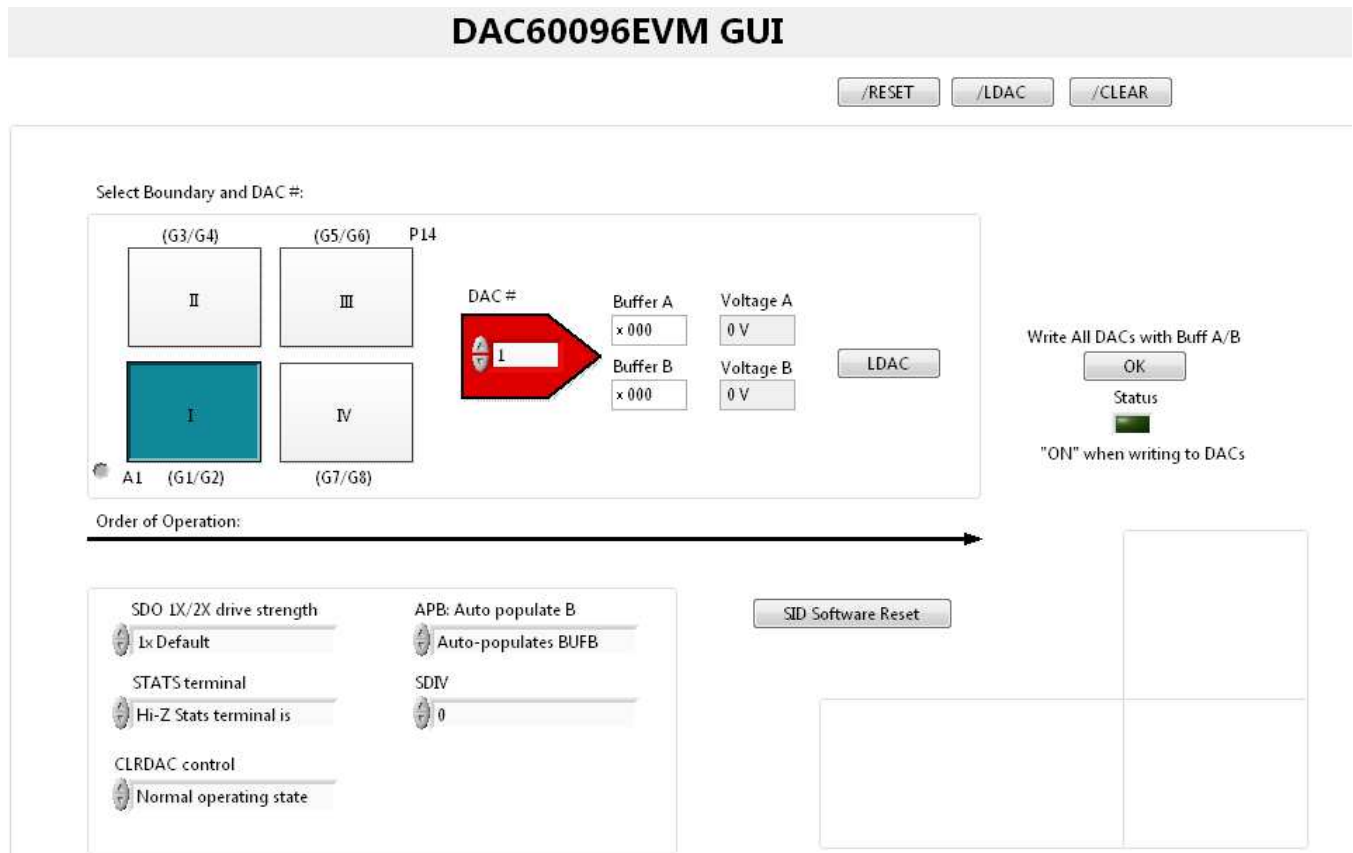 DAC60096EVM GUI
/RESET /LDAC /CLEAR
Select Boundary and DAC #:
(G3/G4) (G5/G6) P14
II III
DAC #
1
Buffer A Voltage A
x 000 0 V
Buffer B Voltage B
x 000 0 V
LDAC
I IV
A1 (G1/G2) (G7/G8)
Write All DACs with Buff A/B
OK
Status
"ON" when writing to DACs
Order of Operation:
SDO 1X/2X drive strength APB: Auto populate B
1x Default Auto-populates BUFB
STATS terminal SDIV
Hi-Z Stats terminal is 0
CLRDAC control
Normal operating state
SID Software Reset